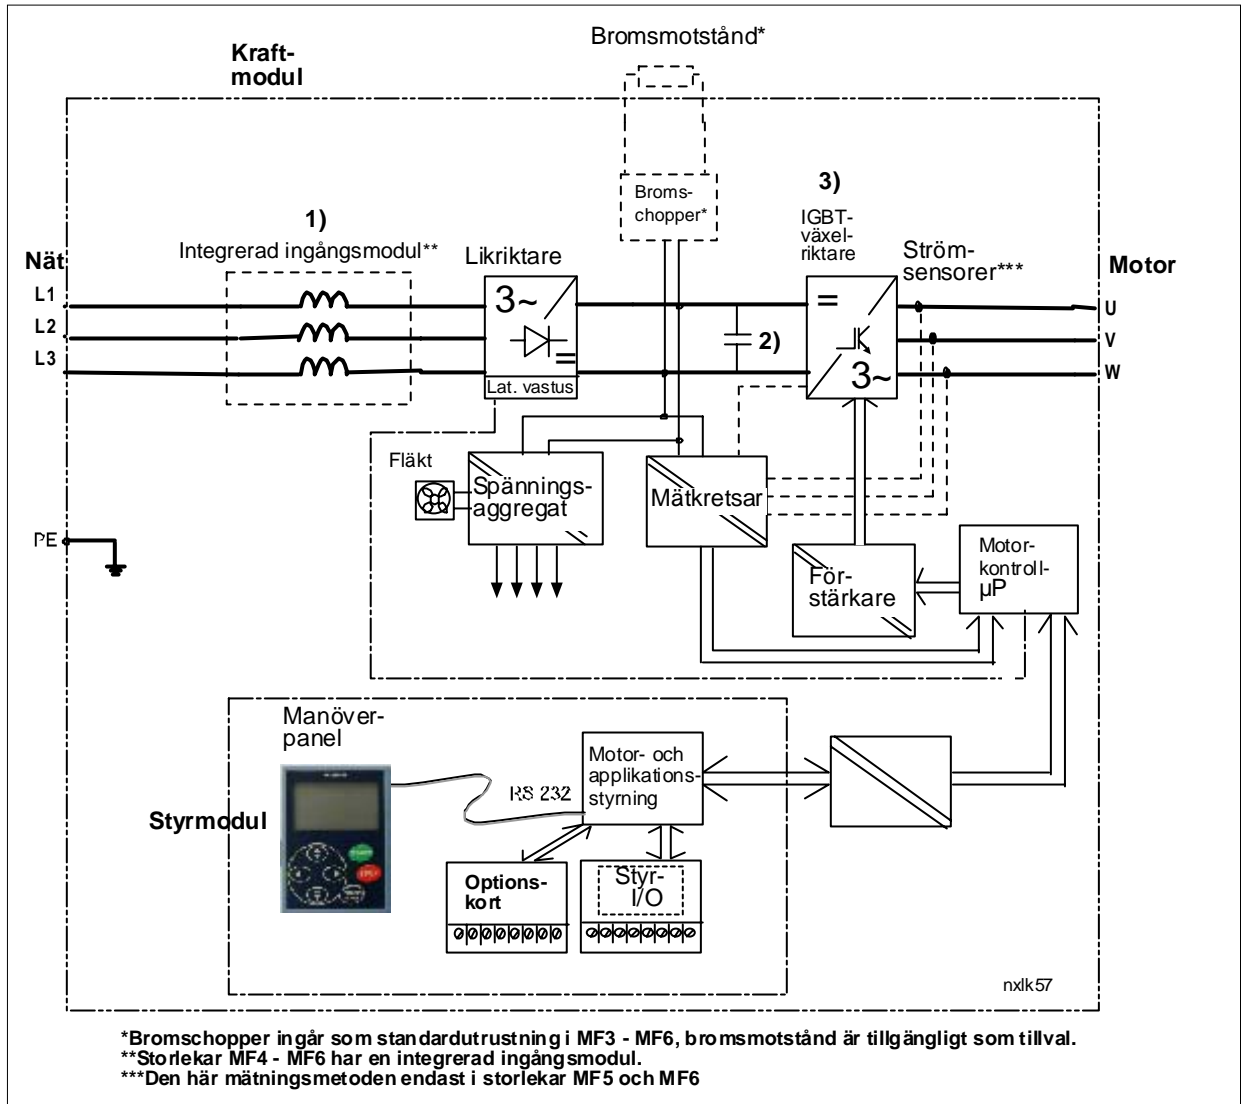 Bromsmotstånd*
Kraft-
modul
Broms-
chopper*
3)
IGBT-
växel-
riktare
1)
Integrerad ingångsmodul**
Likriktare
Ström-
sensorer***
Nät
Motor
L1
L2
L3
3~
=
Lat. vastus
2)
=
3~
U
V
W
Fläkt
Spännings-
aggregat
Mätkretsar
PE
För-
stärkare
Motor-
kontroll-
µP
Manöver-
panel
Motor- och
applikations-
styrning
RS 232
Styrmodul
Options-
kort
Styr-
I/O
nxlk57
*Bromschopper ingår som standardutrustning i MF3 - MF6, bromsmotstånd är tillgängligt som tillval.
**Storlekar MF4 - MF6 har en integrerad ingångsmodul.
***Den här mätningsmetoden endast i storlekar MF5 och MF6